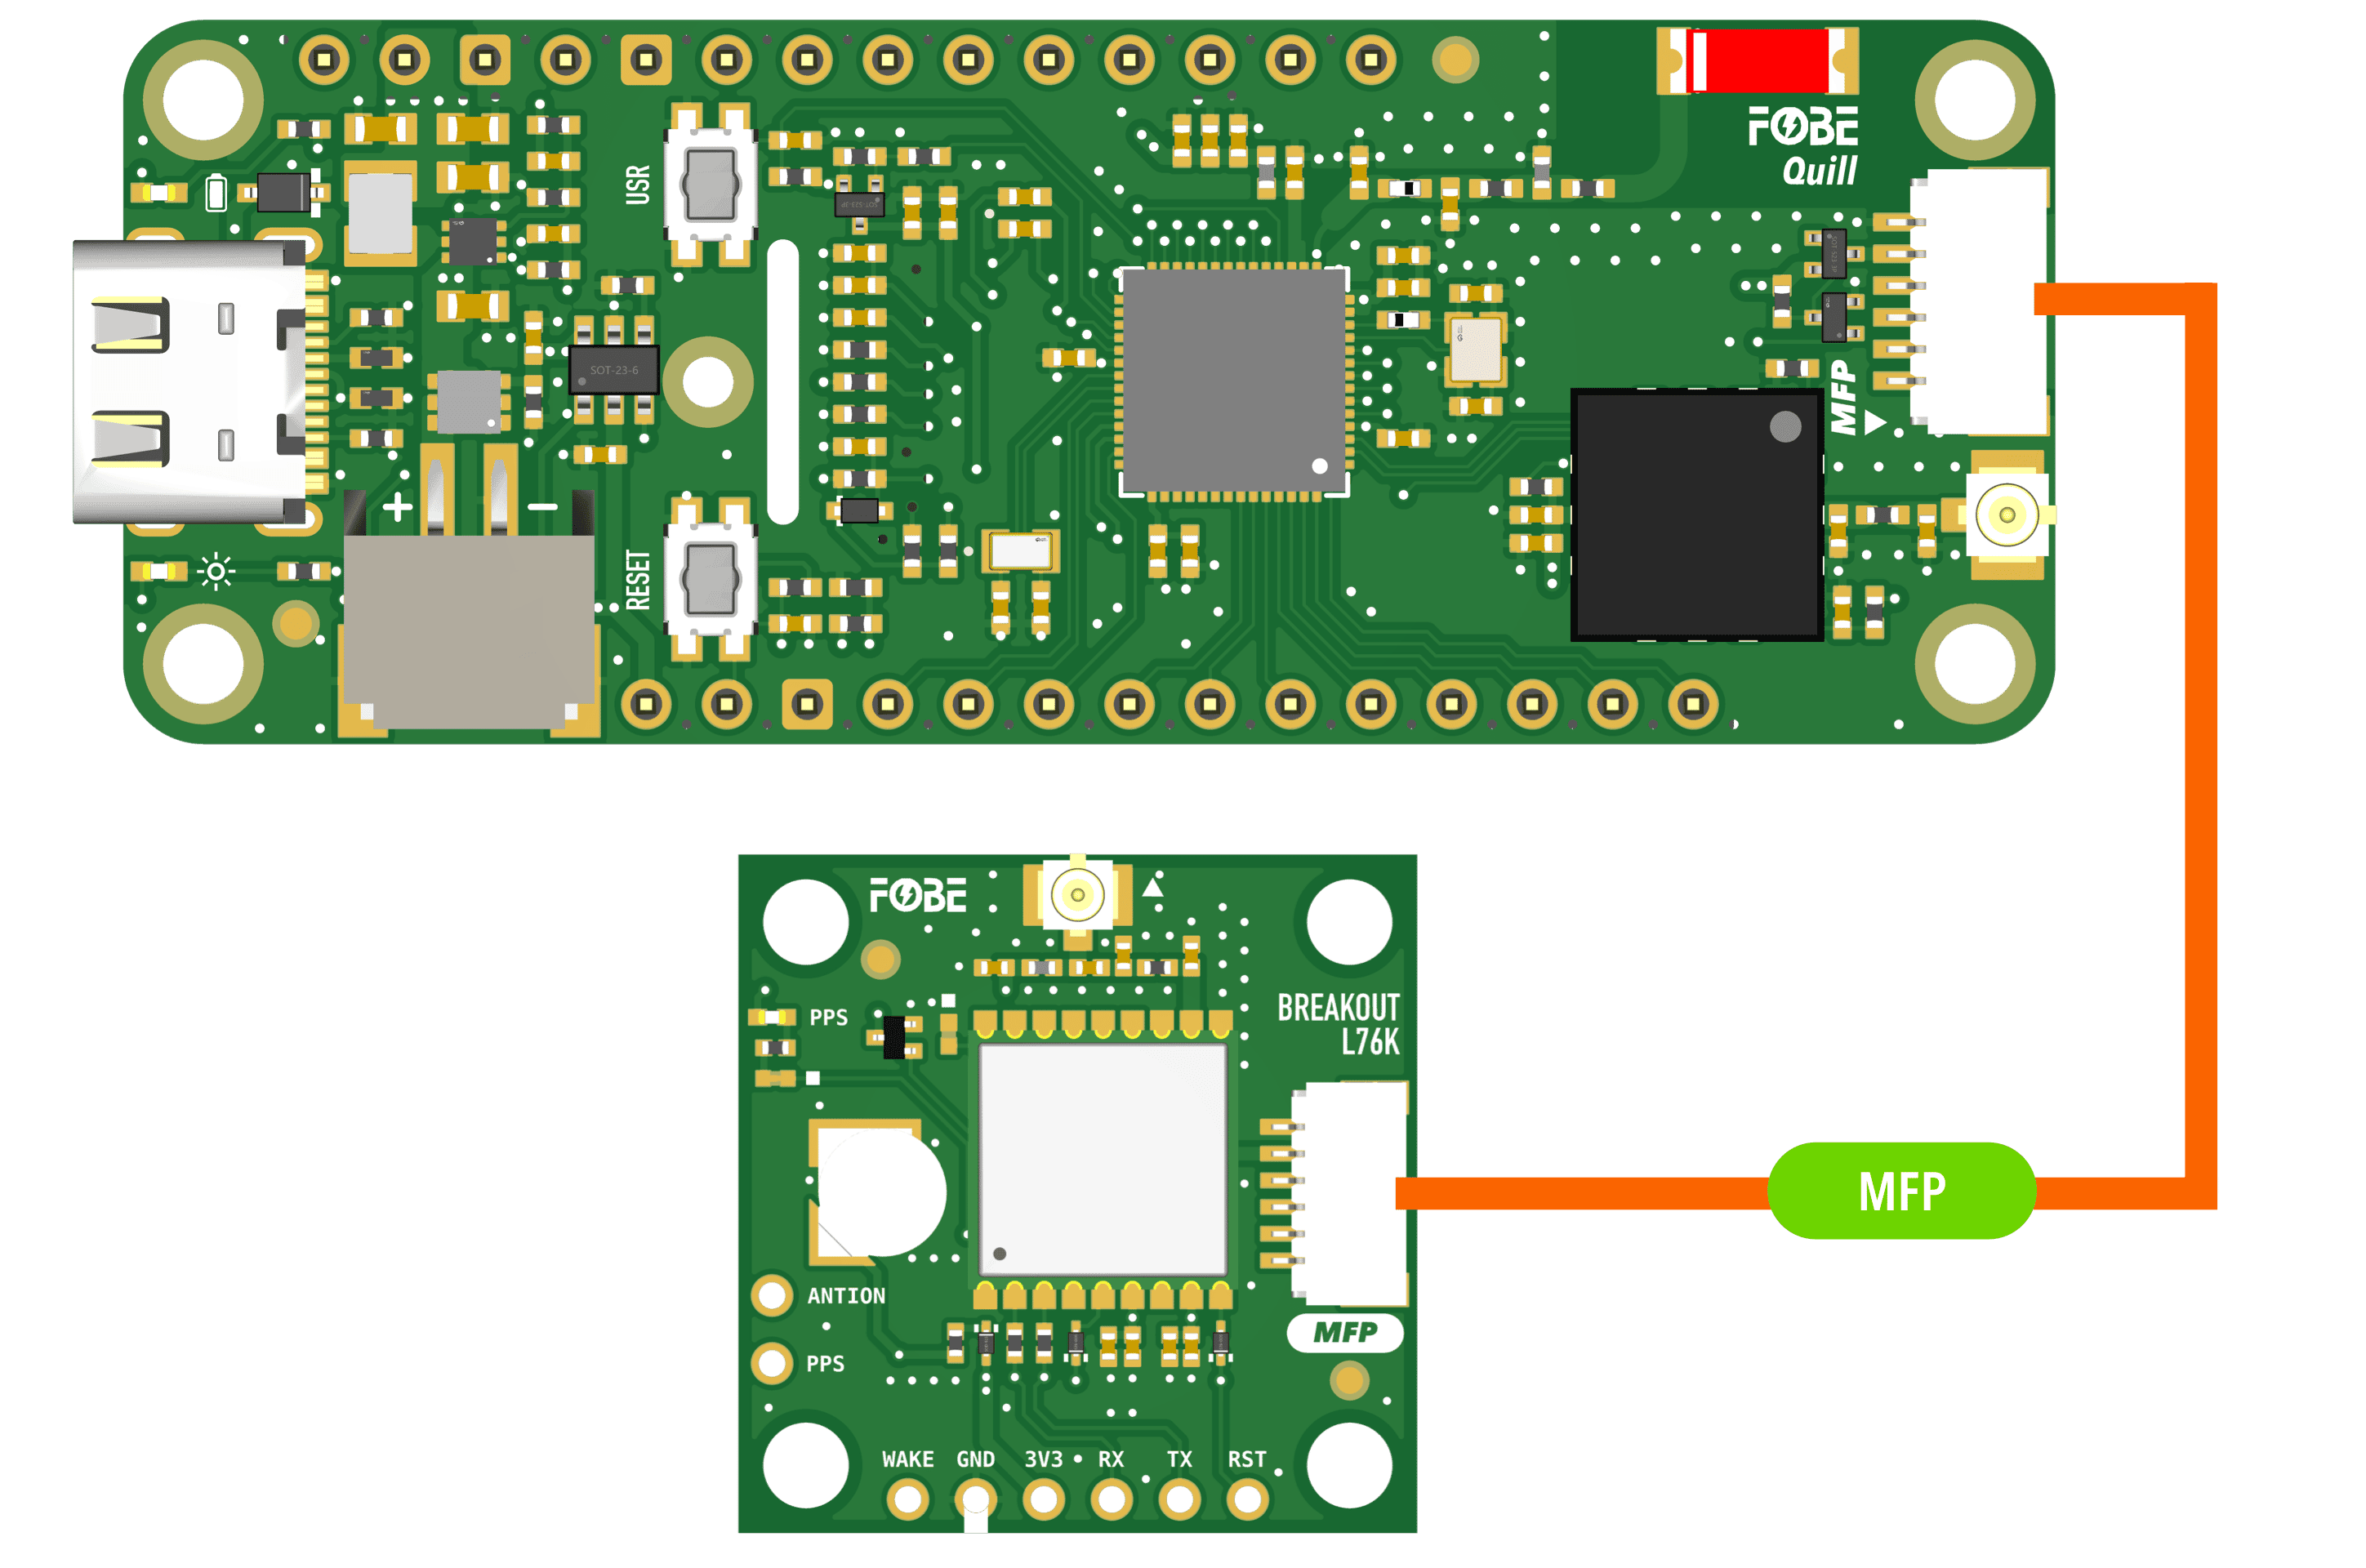 FOBE
Quill
USR
SOT-23-6
MFP
+
−
RESET
FOBE
BREAKOUT
L76K
PPS
MFP
ANTION
MFP
PPS
WAKE GND 3V3 RX TX RST